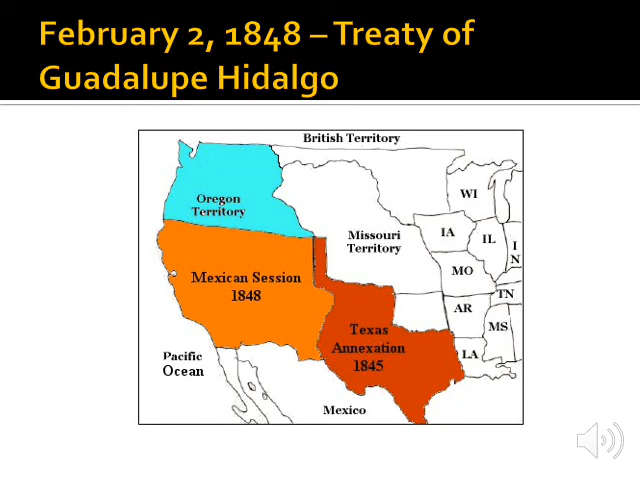 February 2, 1848 – Treaty of
Guadalupe Hidalgo
British Territory
WI
Oregon
Territory
Missouri
Territory
IA
IL
I
N
Mexican Session
1848
MO
TN
AR
MS
Texas
Annexation
1845
LA
Pacific
Ocean
Mexico